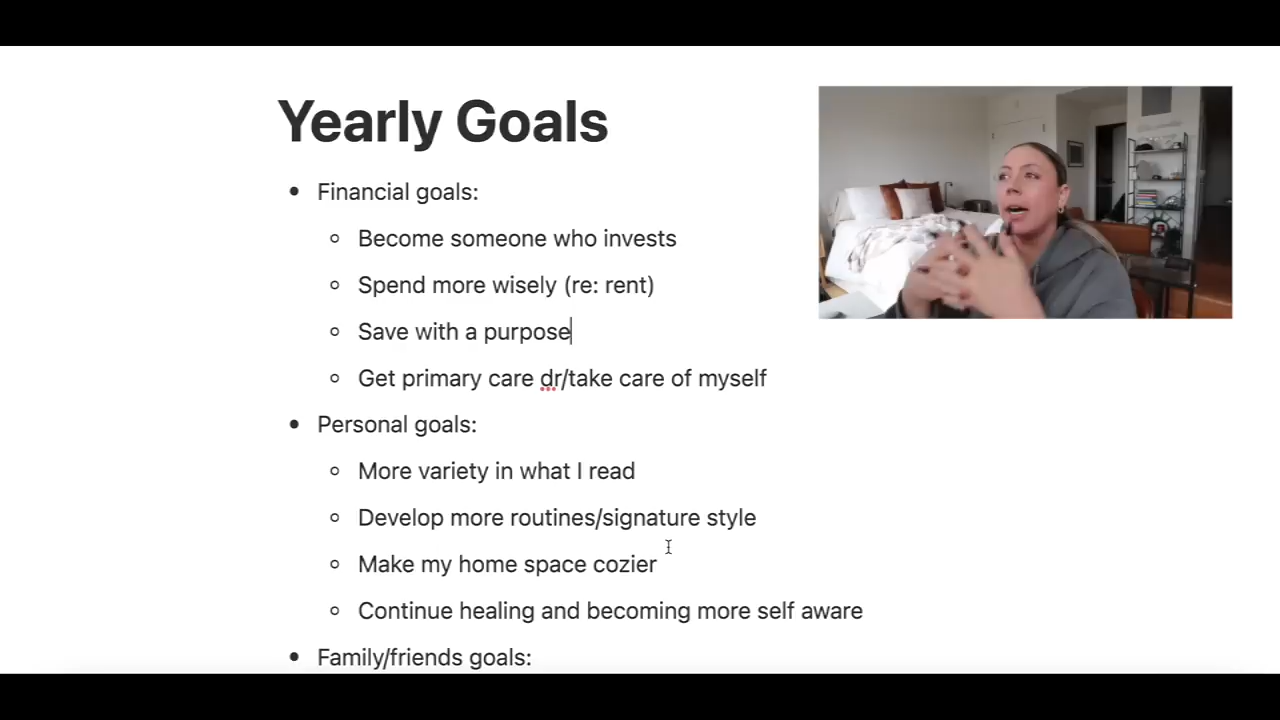 Yearly Goals
Financial goals:
Become someone who invests
Spend more wisely (re: rent)
Save with a purpose
Get primary care dr/take care of myself
Personal goals:
More variety in what I read
Develop more routines/signature style
Make my home space cozier
Continue healing and becoming more self aware
Family/friends goals: